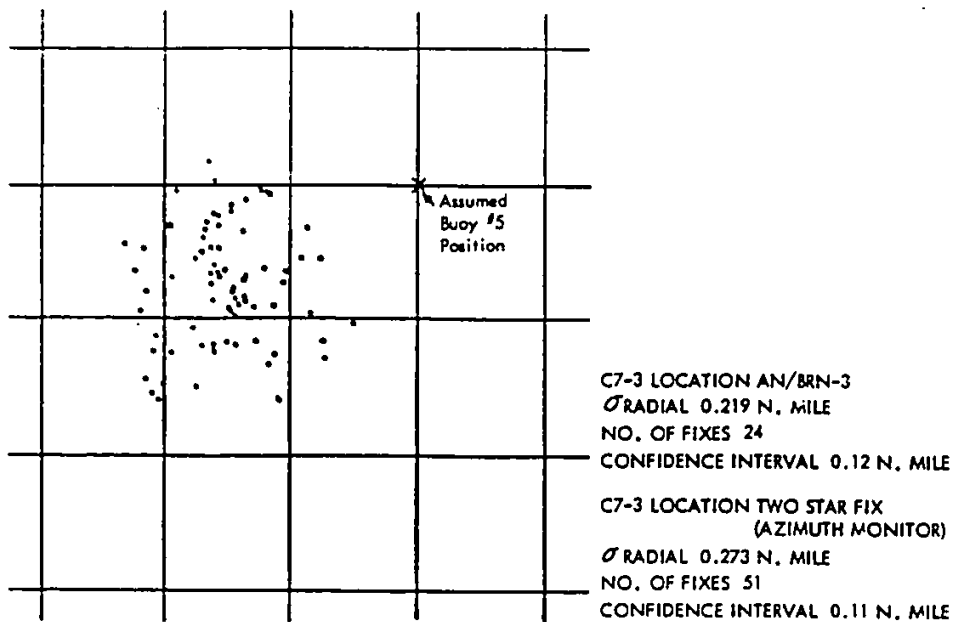 Assumed
Buoy #5
Position
C7-3 LOCATION AN/BRN-3
σ RADIAL 0.219 N. MILE
NO. OF FIXES 24
CONFIDENCE INTERVAL 0.12 N. MILE
C7-3 LOCATION TWO STAR FIX
(AZIMUTH MONITOR)
σ RADIAL 0.273 N. MILE
NO. OF FIXES 51
CONFIDENCE INTERVAL 0.11 N. MILE